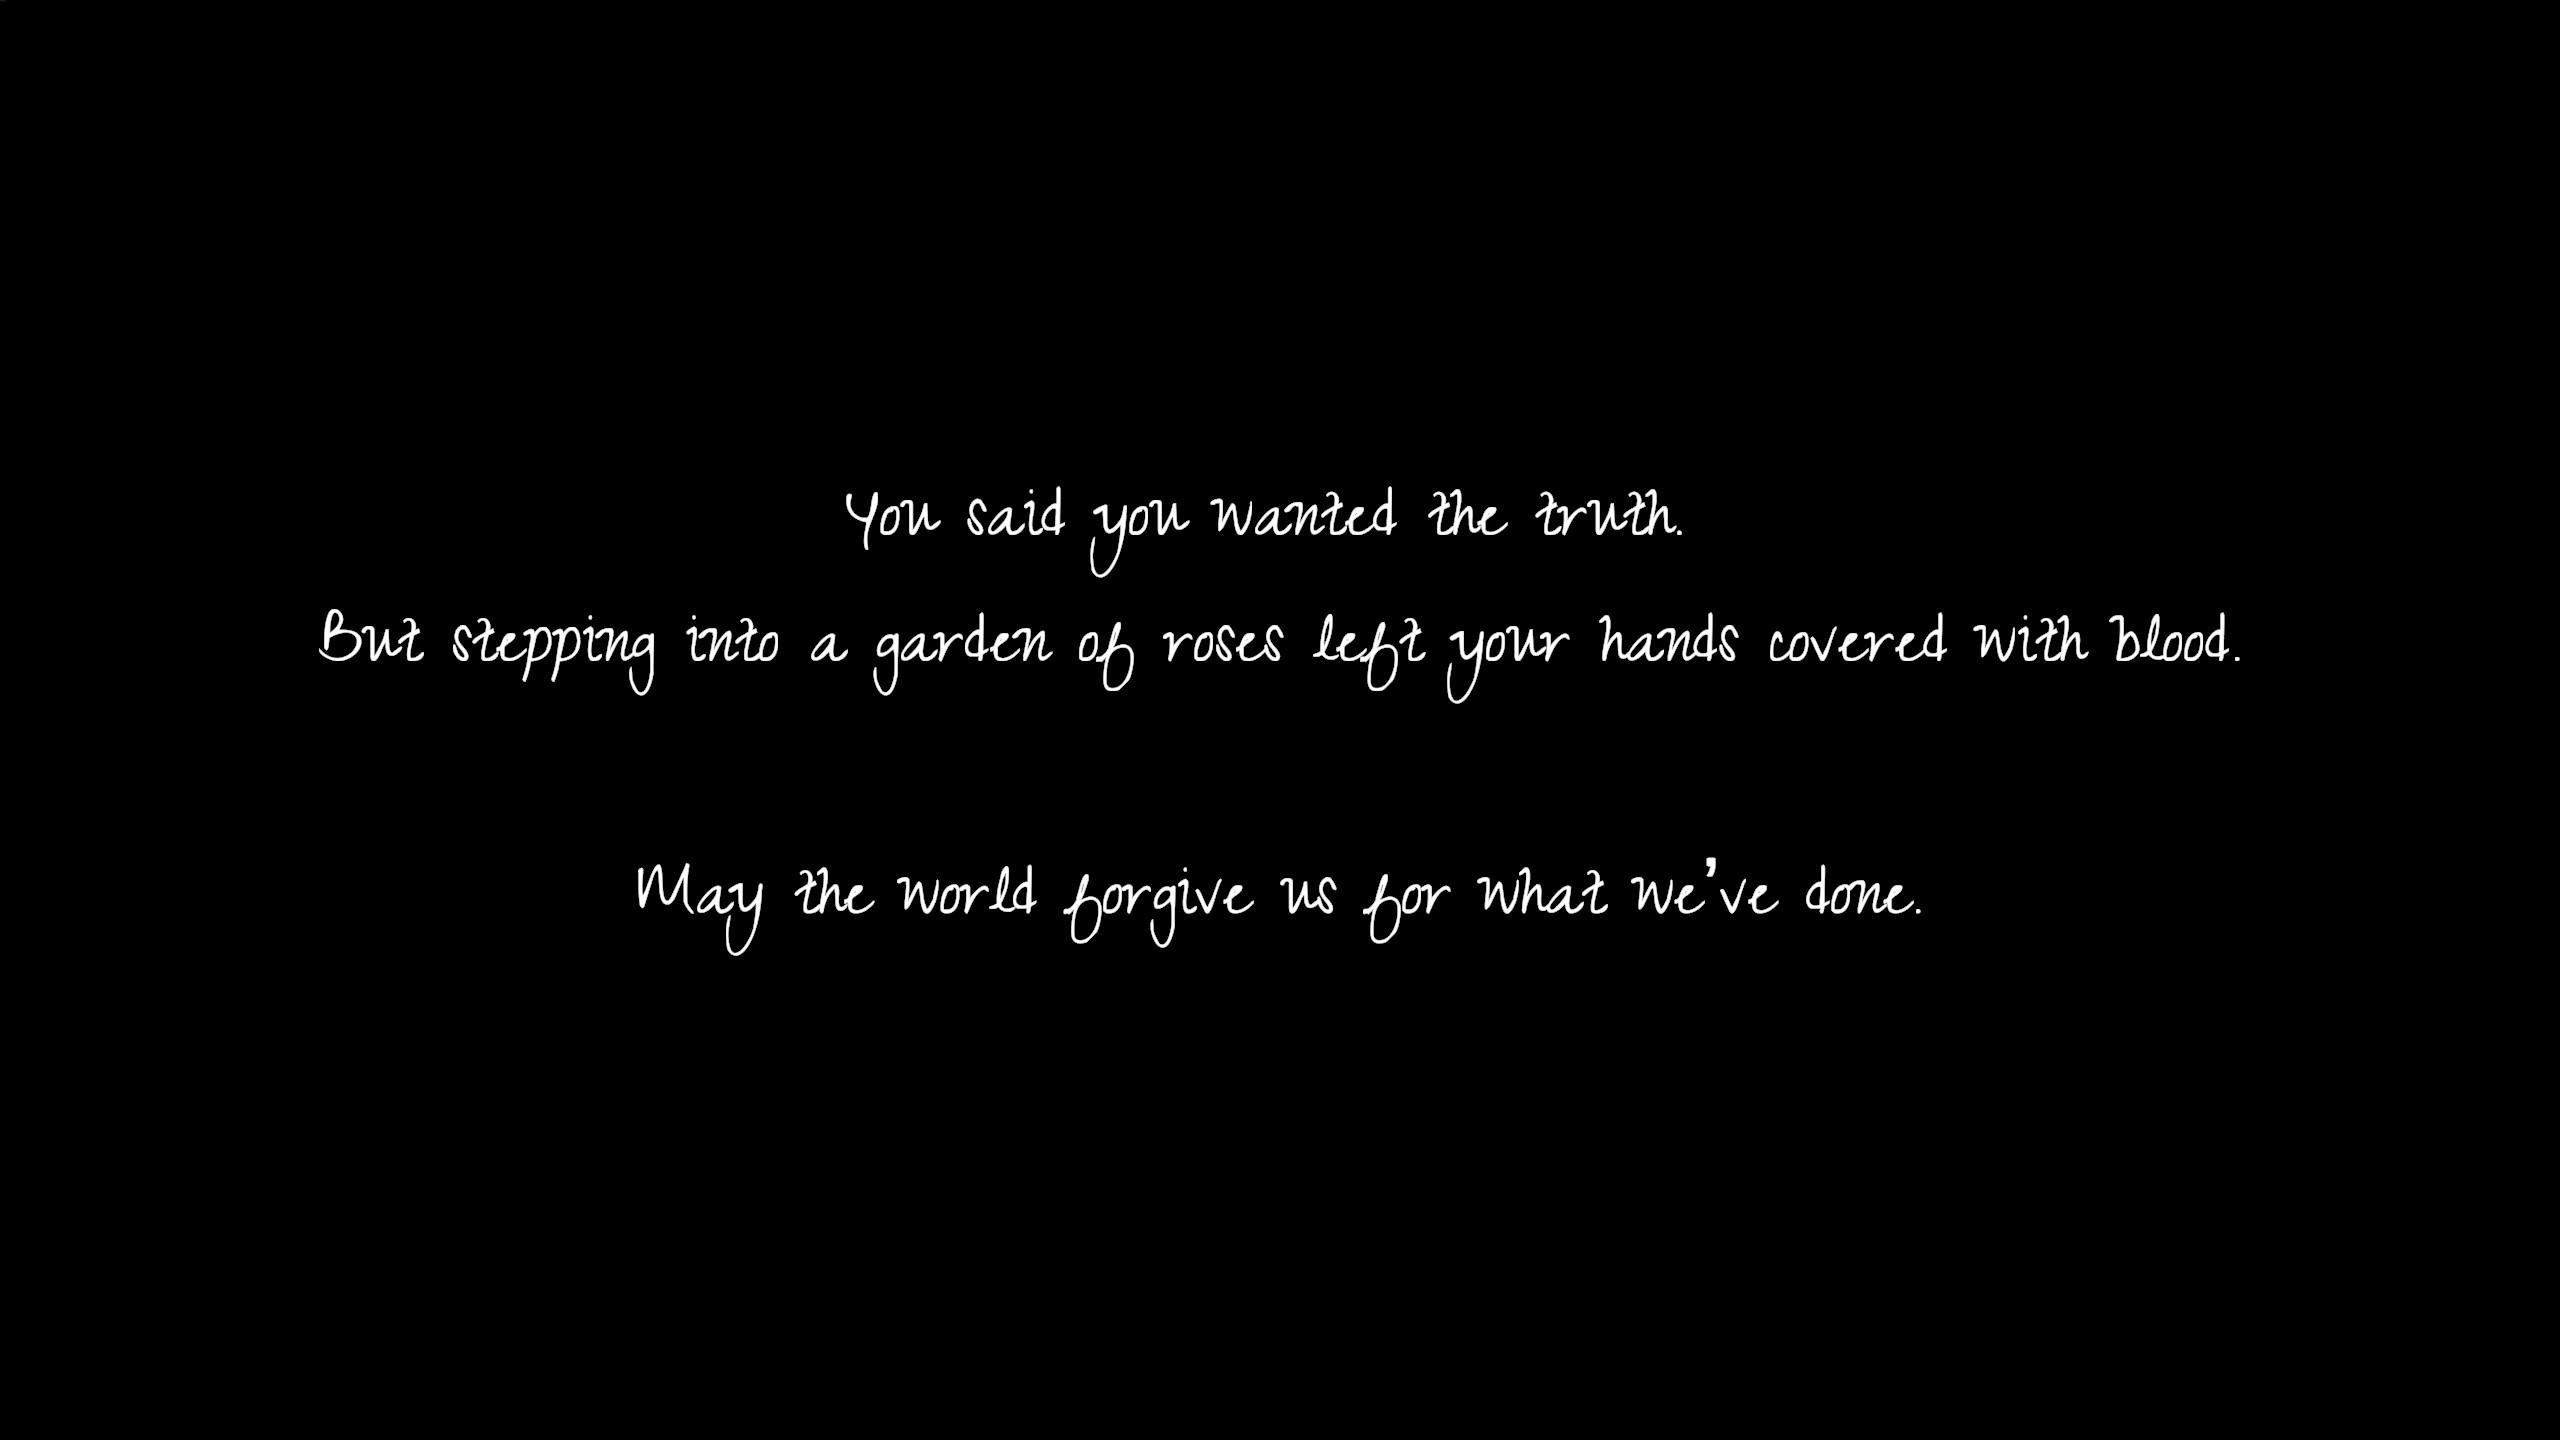 You said you wanted the truth.
But stepping into a garden of roses left your hands covered with blood.
May the world forgive us for what we've done.